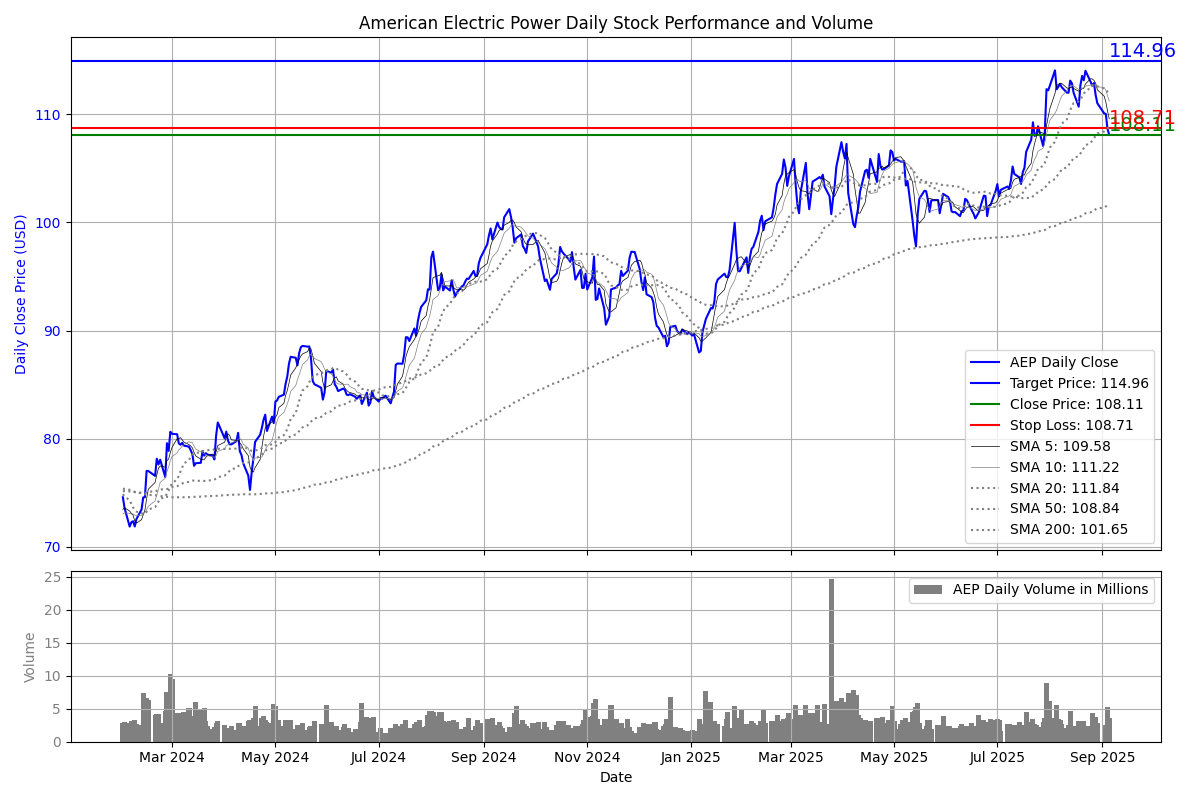 American Electric Power Daily Stock Performance and Volume
114.96
110
108.71
108.11
100
90
80
70
Daily Close Price (USD)
AEP Daily Close
Target Price: 114.96
Close Price: 108.11
Stop Loss: 108.71
SMA 5: 109.58
SMA 10: 111.22
SMA 20: 111.84
SMA 50: 108.84
SMA 200: 101.65
25
20
15
10
5
0
Volume
AEP Daily Volume in Millions
Mar 2024 May 2024 Jul 2024 Sep 2024 Nov 2024 Jan 2025 Mar 2025 May 2025 Jul 2025 Sep 2025
Date